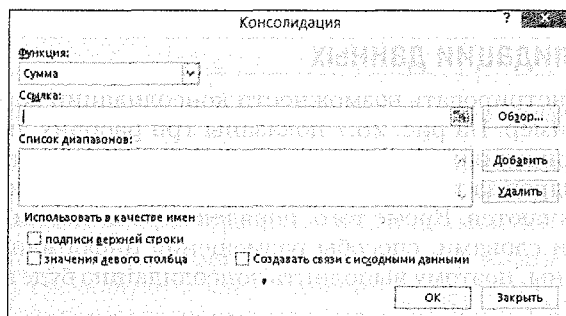 Консолидация ?
Функция:
Сумма
Ссылка:
Обзор...
Список диапазонов:
Добавить
Удалить
Использовать в качестве имен
подписи верхней строки
значения левого столбца
Создавать связи с исходными данными
ОК
Закрыть